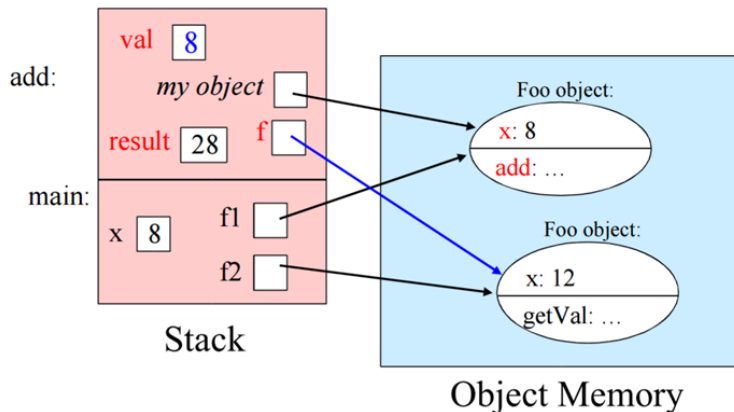 add:
val 8
my object
result 28 f
main:
x 8 f1
f2
Stack
Foo object:
x: 8
add: …
Foo object:
x: 12
getVal: …
Object Memory